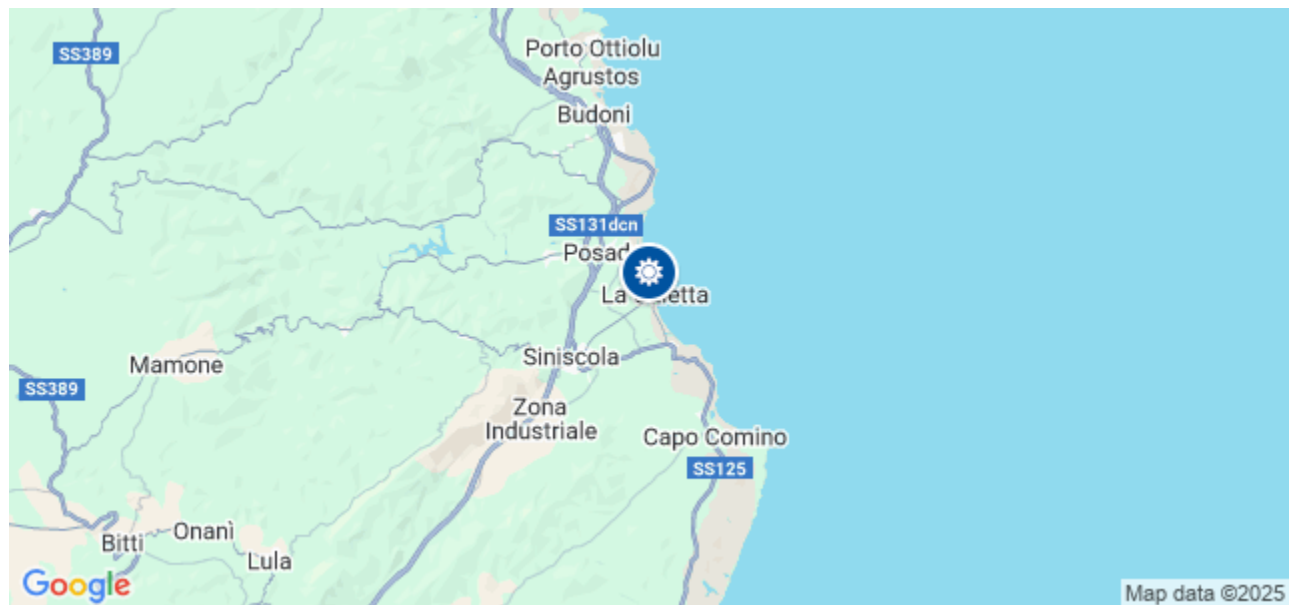 SS389
Porto Ottiolu
Agrustos
Budoni
SS131dcn
Posad
La
etta
Siniscola
Mamone
SS389
Zona
Industriale
Capo Comino
SS125
Onanì
Bitti
Lula
Google
Map data ©2025